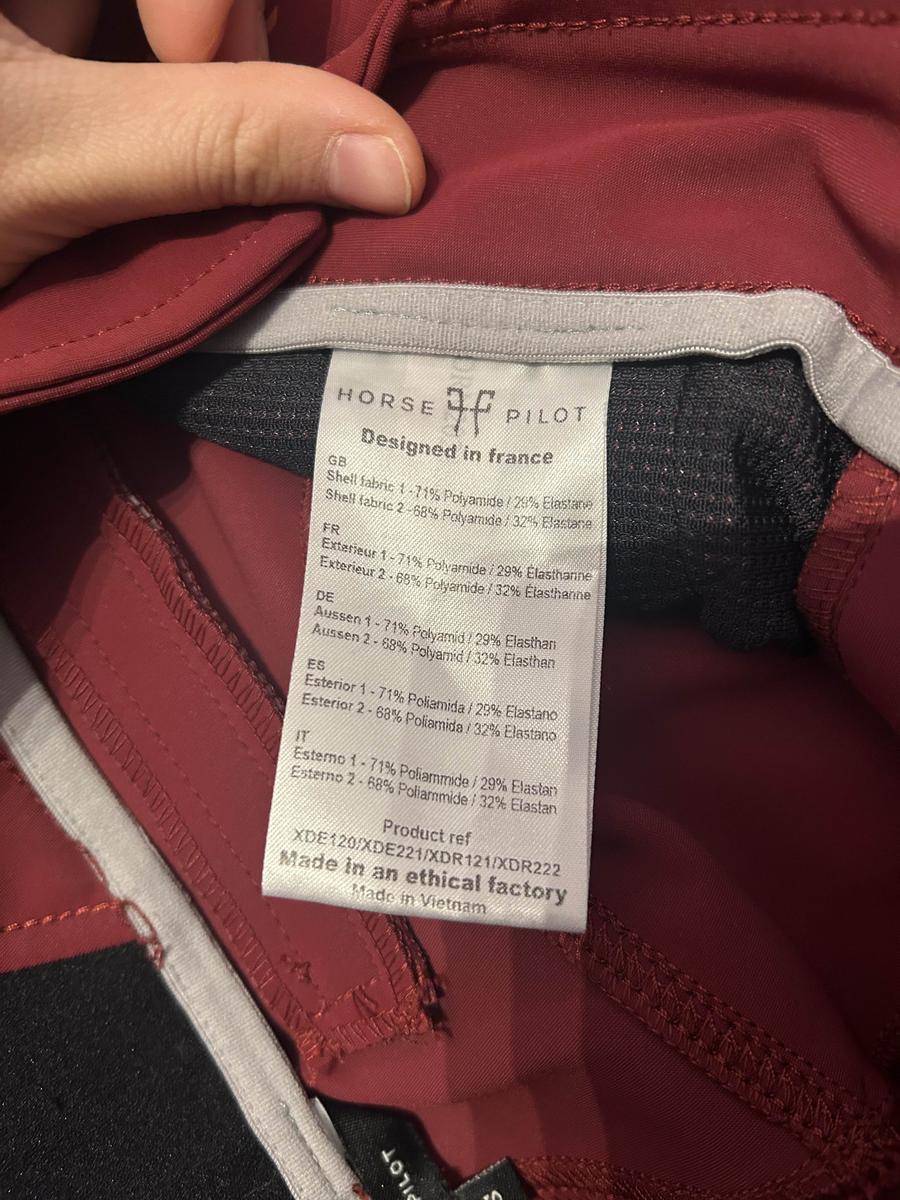 HORSE PILOT
Designed in france
GB
Shell fabric 1 -71% Polyamide / 29% Elastane
Shell fabric 2 -68% Polyamide / 32% Elastane
FR
Exterieur 1 - 71% Polyamide / 29% Élasthanne
Exterieur 2 - 68% Polyamide / 32% Élasthanne
DE
Aussen 1 - 71% Polyamid / 29% Elasthan
Aussen 2 - 68% Polyamid / 32% Elasthan
ES
Esterior 1 - 71% Poliamida / 29% Elastano
Esterior 2 - 68% Poliamida / 32% Elastano
IT
Esterno 1 - 71% Poliammide / 29% Elastan
Esterno 2 - 68% Poliammide / 32% Elastan
Product ref
XDE120/XDE221/XDR121/XDR222
Made in an ethical factory
Made in Vietnam
PILOT